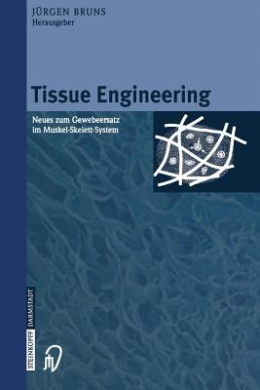 JÜRGEN BRUNS
Herausgeber
Tissue Engineering
Neues zum Gewebeersatz
im Muskel-Skelett-System
STEINKOPFF
DARMSTADT